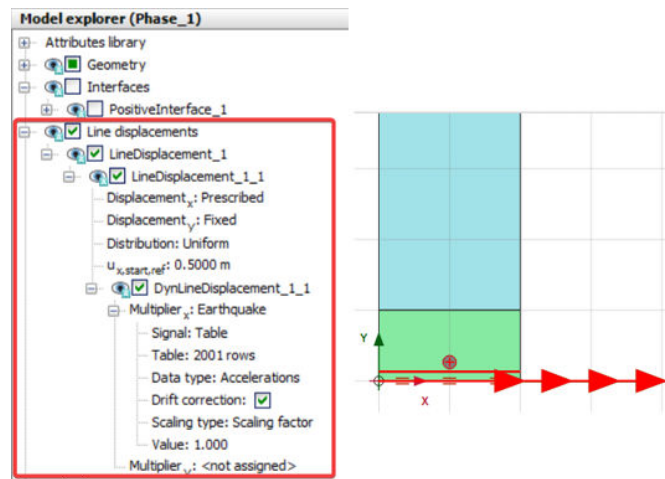 Model explorer (Phase_1)
Attributes library
Geometry
Interfaces
PositiveInterface_1
Line displacements
LineDisplacement_1
LineDisplacement_1_1
Displacementx: Prescribed
Displacementy: Fixed
Distribution: Uniform
ux,start,ref: 0.5000 m
DynLineDisplacement_1_1
Multiplierx: Earthquake
Signal: Table
Table: 2001 rows
Data type: Accelerations
Drift correction:
Scaling type: Scaling factor
Value: 1.000
Multipliery: <not assigned>
Y
X